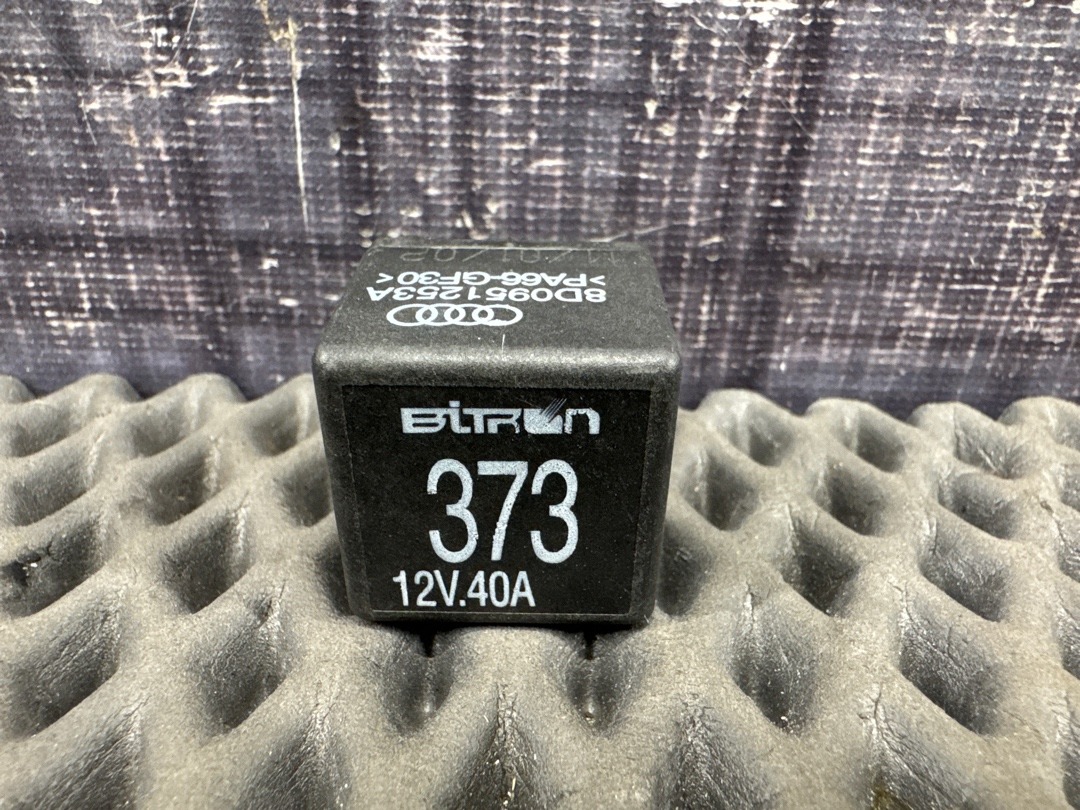 8D0951253A
>PA66-GF30<
BiTRON
373
12V.40A